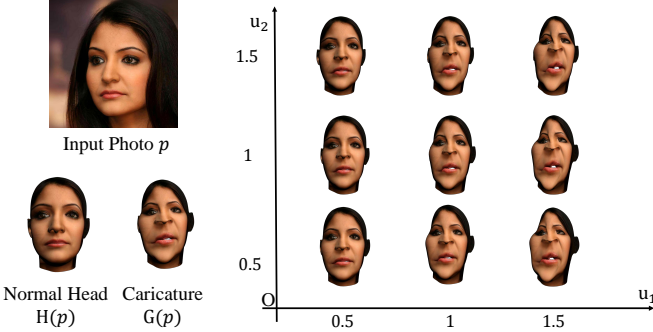 Input Photo p
Normal Head
H(p)
Caricature
G(p)
u₂
1.5
1
0.5
O
0.5
1
1.5
u₁